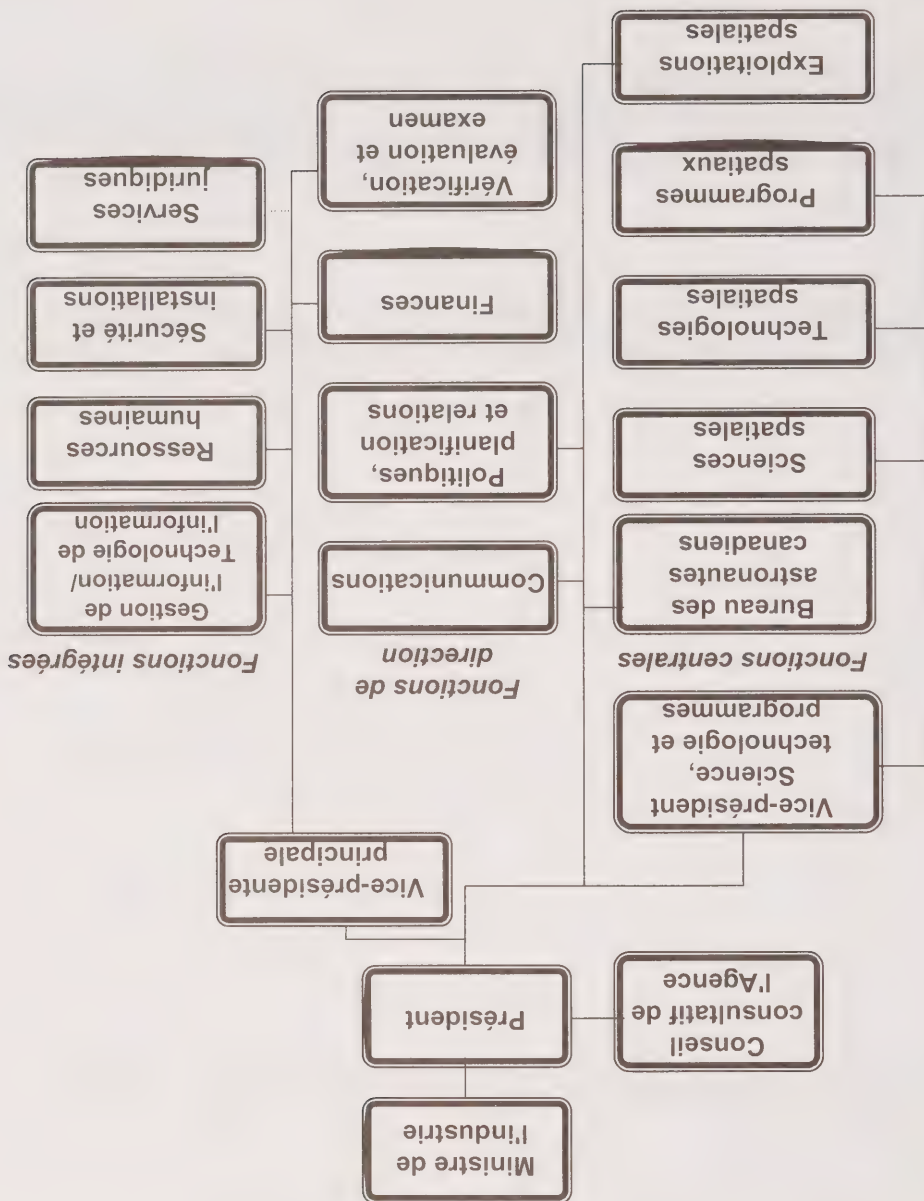 Ministre de
l'industrie
Président
Conseil
consultatif de
l'Agence
Vice-présidente
principale
Vice-président
Science,
technologie et
programmes
Fonctions centrales
Bureau des
astronautes
canadiens
Sciences
spatiales
Technologies
spatiales
Programmes
spatiaux
Exploitations
spatiales
Fonctions de
direction
Communications
Politiques,
planification
et relations
Finances
Vérification,
évaluation et
examen
Fonctions intégrées
Gestion de
l'information/
Technologie de
l'information
Ressources
humaines
Sécurité et
installations
Services
juridiques